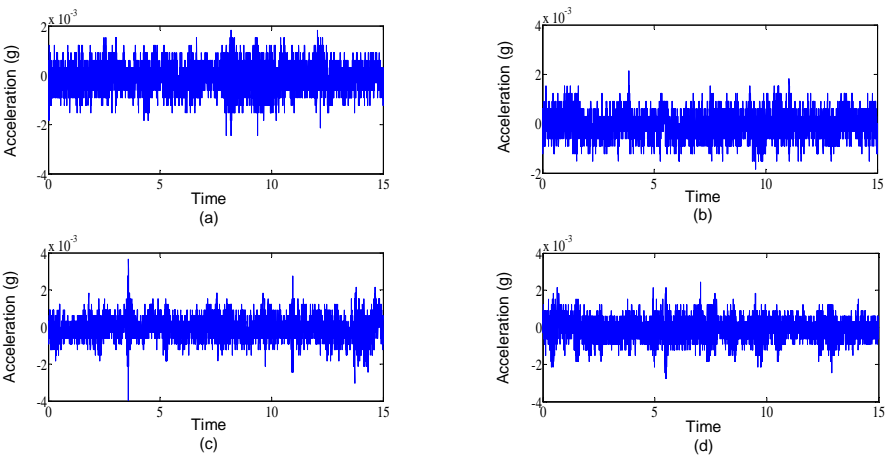 x 10⁻³
2
0
-2
-4
Acceleration (g)
0 5 10 15
Time
(a)
x 10⁻³
4
2
0
-2
Acceleration (g)
0 5 10 15
Time
(b)
x 10⁻³
4
2
0
-2
-4
Acceleration (g)
0 5 10 15
Time
(c)
x 10⁻³
4
2
0
-2
-4
Acceleration (g)
0 5 10 15
Time
(d)